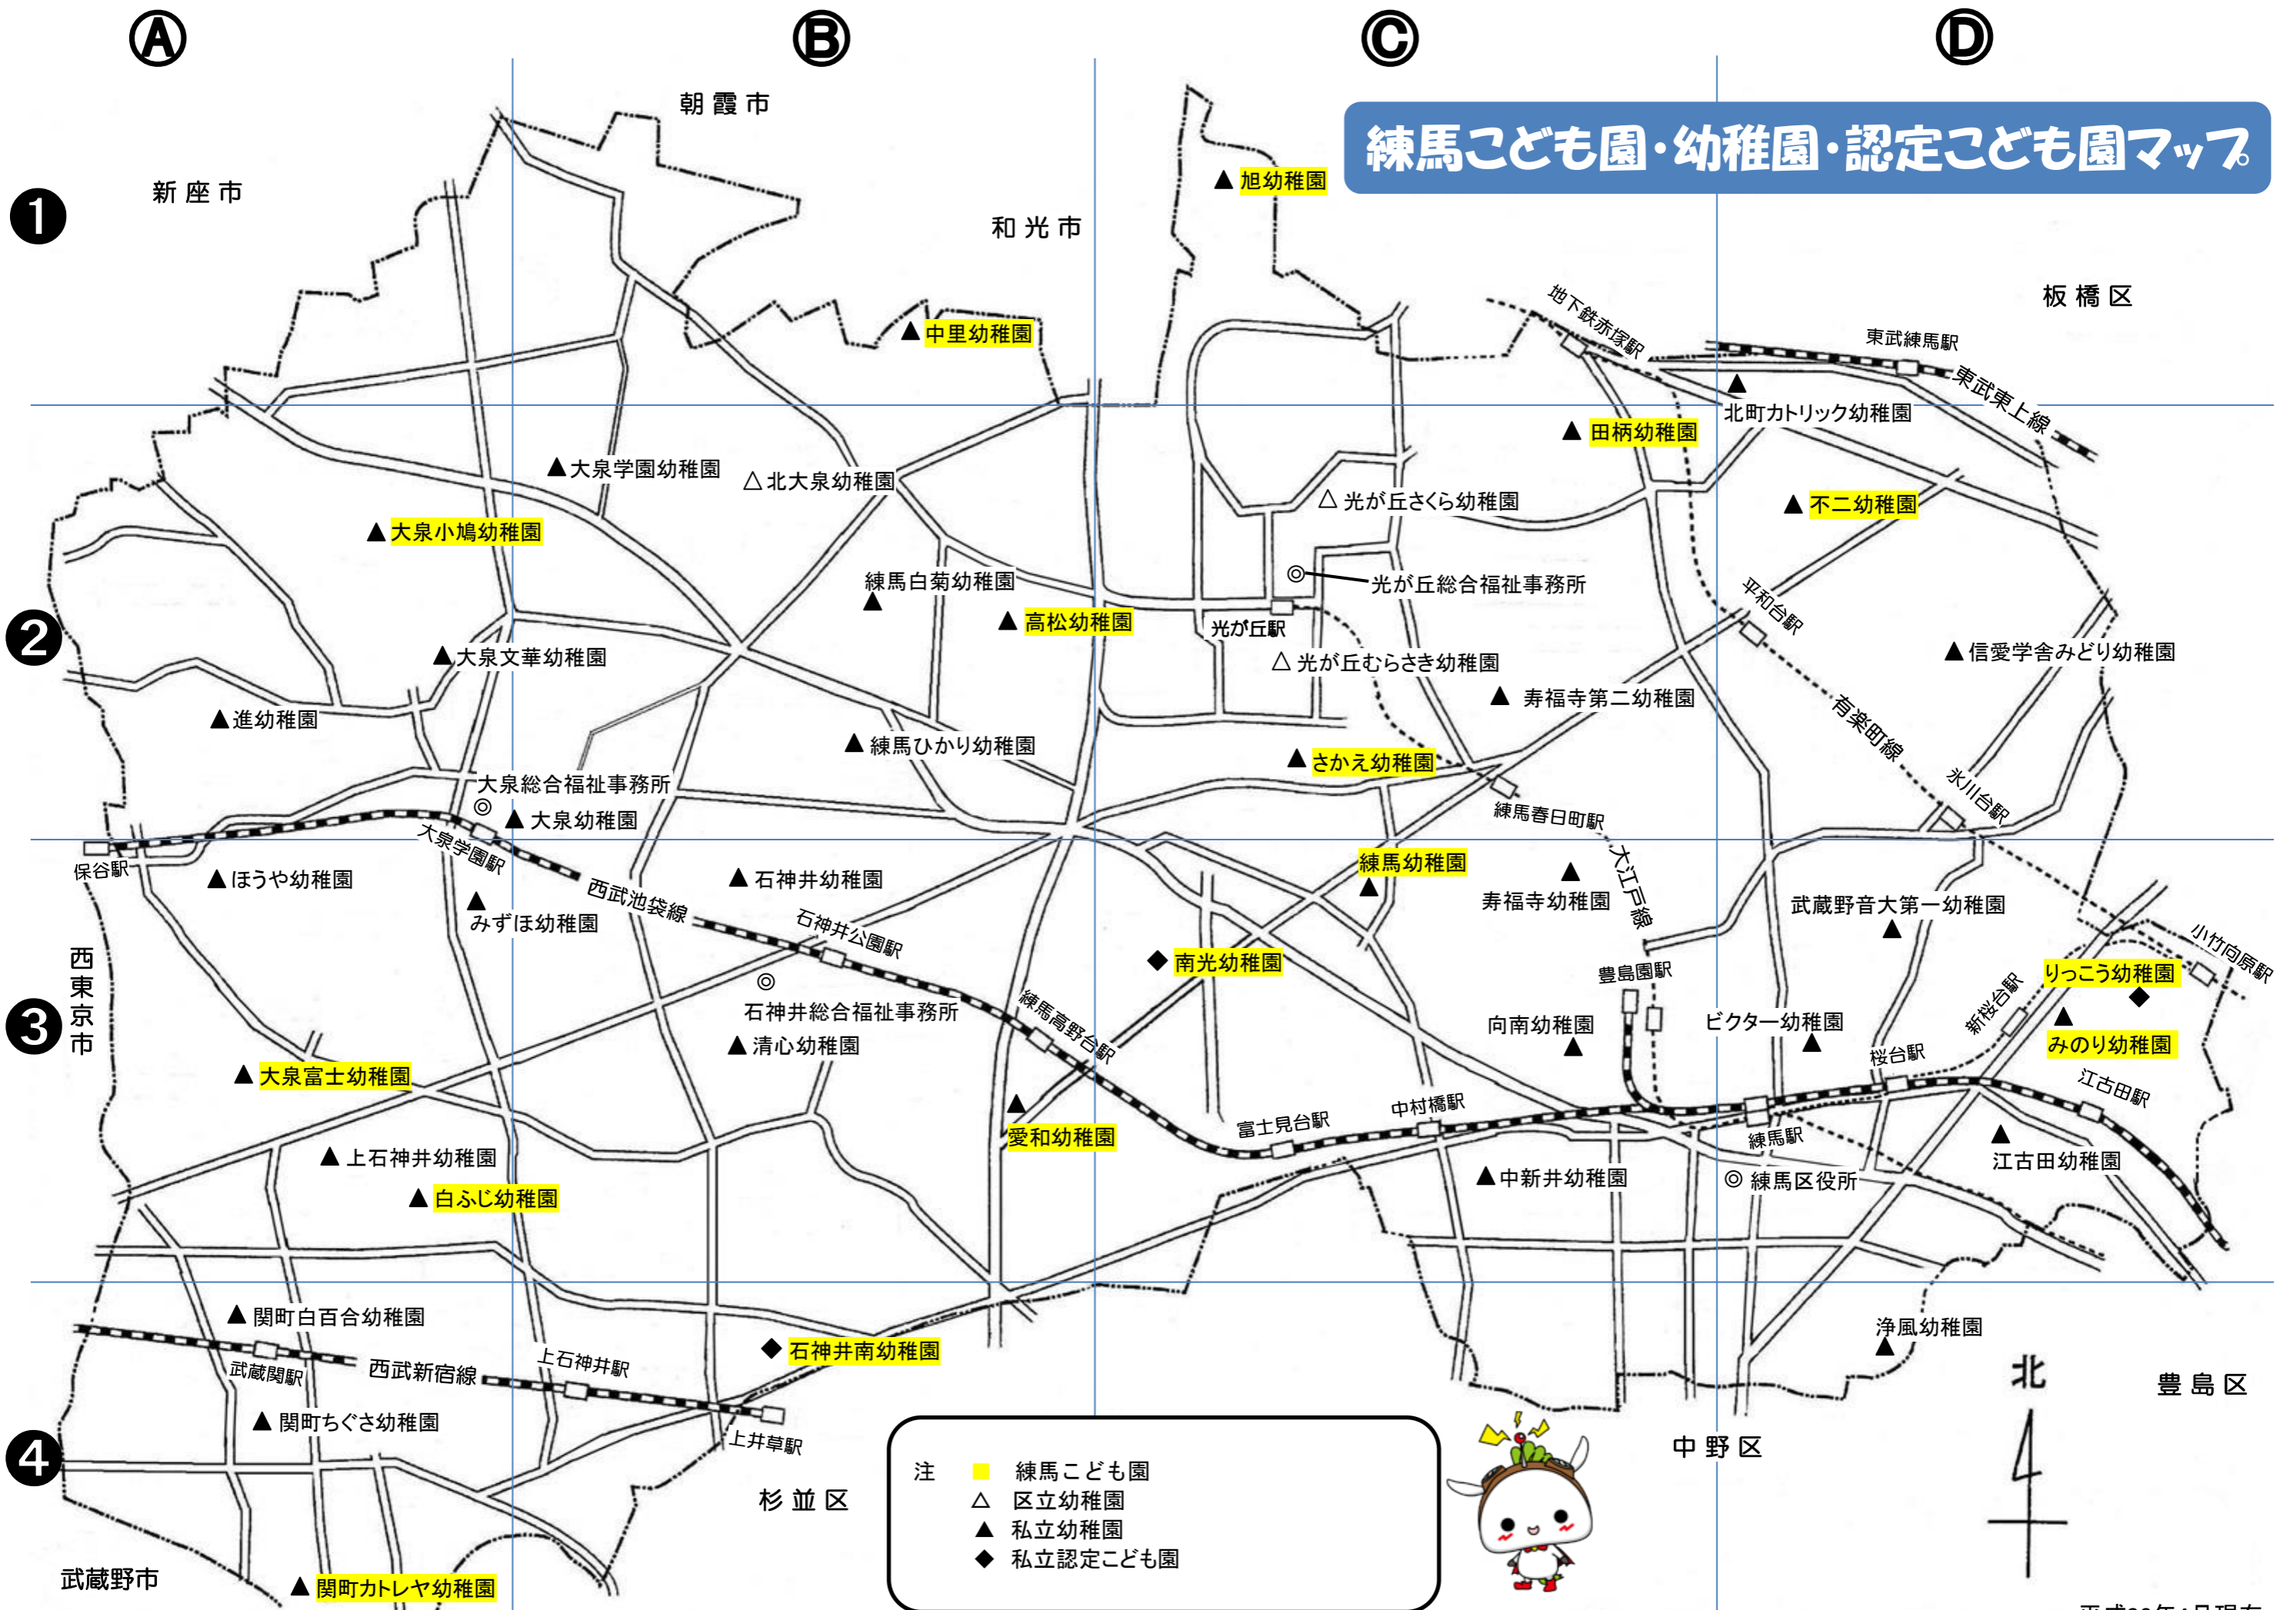 Ⓐ
Ⓑ
Ⓒ
Ⓓ
朝霞市
練馬こども園・幼稚園・認定こども園マップ
❶
新座市
▲旭幼稚園
和光市
板橋区
▲中里幼稚園
地下鉄赤塚駅
東武練馬駅
東武東上線
▲
北町カトリック幼稚園
▲田柄幼稚園
▲大泉学園幼稚園
△北大泉幼稚園
△光が丘さくら幼稚園
▲不二幼稚園
▲大泉小鳩幼稚園
練馬白菊幼稚園
▲
◎光が丘総合福祉事務所
平和台駅
❷
▲高松幼稚園
光が丘駅
▲大泉文華幼稚園
△光が丘むらさき幼稚園
▲信愛学舎みどり幼稚園
▲寿福寺第二幼稚園
▲進幼稚園
有楽町線
▲練馬ひかり幼稚園
▲さかえ幼稚園
大泉総合福祉事務所
◎
氷川台駅
▲大泉幼稚園
練馬春日町駅
大泉学園駅
保谷駅
▲ほうや幼稚園
▲石神井幼稚園
練馬幼稚園
▲
▲
寿福寺幼稚園
大江戸線
西武池袋線
▲
みずほ幼稚園
武蔵野音大第一幼稚園
▲
石神井公園駅
西東京市
◆南光幼稚園
豊島園駅
りっこう幼稚園
◆
小竹向原駅
◎
石神井総合福祉事務所
❸
練馬高野台駅
向南幼稚園
▲
ビクター幼稚園
▲
新桜台駅
▲
みのり幼稚園
▲清心幼稚園
桜台駅
▲大泉富士幼稚園
江古田駅
▲
愛和幼稚園
富士見台駅
中村橋駅
練馬駅
▲
江古田幼稚園
▲上石神井幼稚園
▲中新井幼稚園
◎練馬区役所
▲白ふじ幼稚園
▲関町白百合幼稚園
浄風幼稚園
▲
◆石神井南幼稚園
武蔵関駅
西武新宿線
上石神井駅
北
豊島区
▲関町ちぐさ幼稚園
上井草駅
中野区
❹
杉並区
注 ■ 練馬こども園
△ 区立幼稚園
▲ 私立幼稚園
◆ 私立認定こども園
武蔵野市
▲関町カトレヤ幼稚園